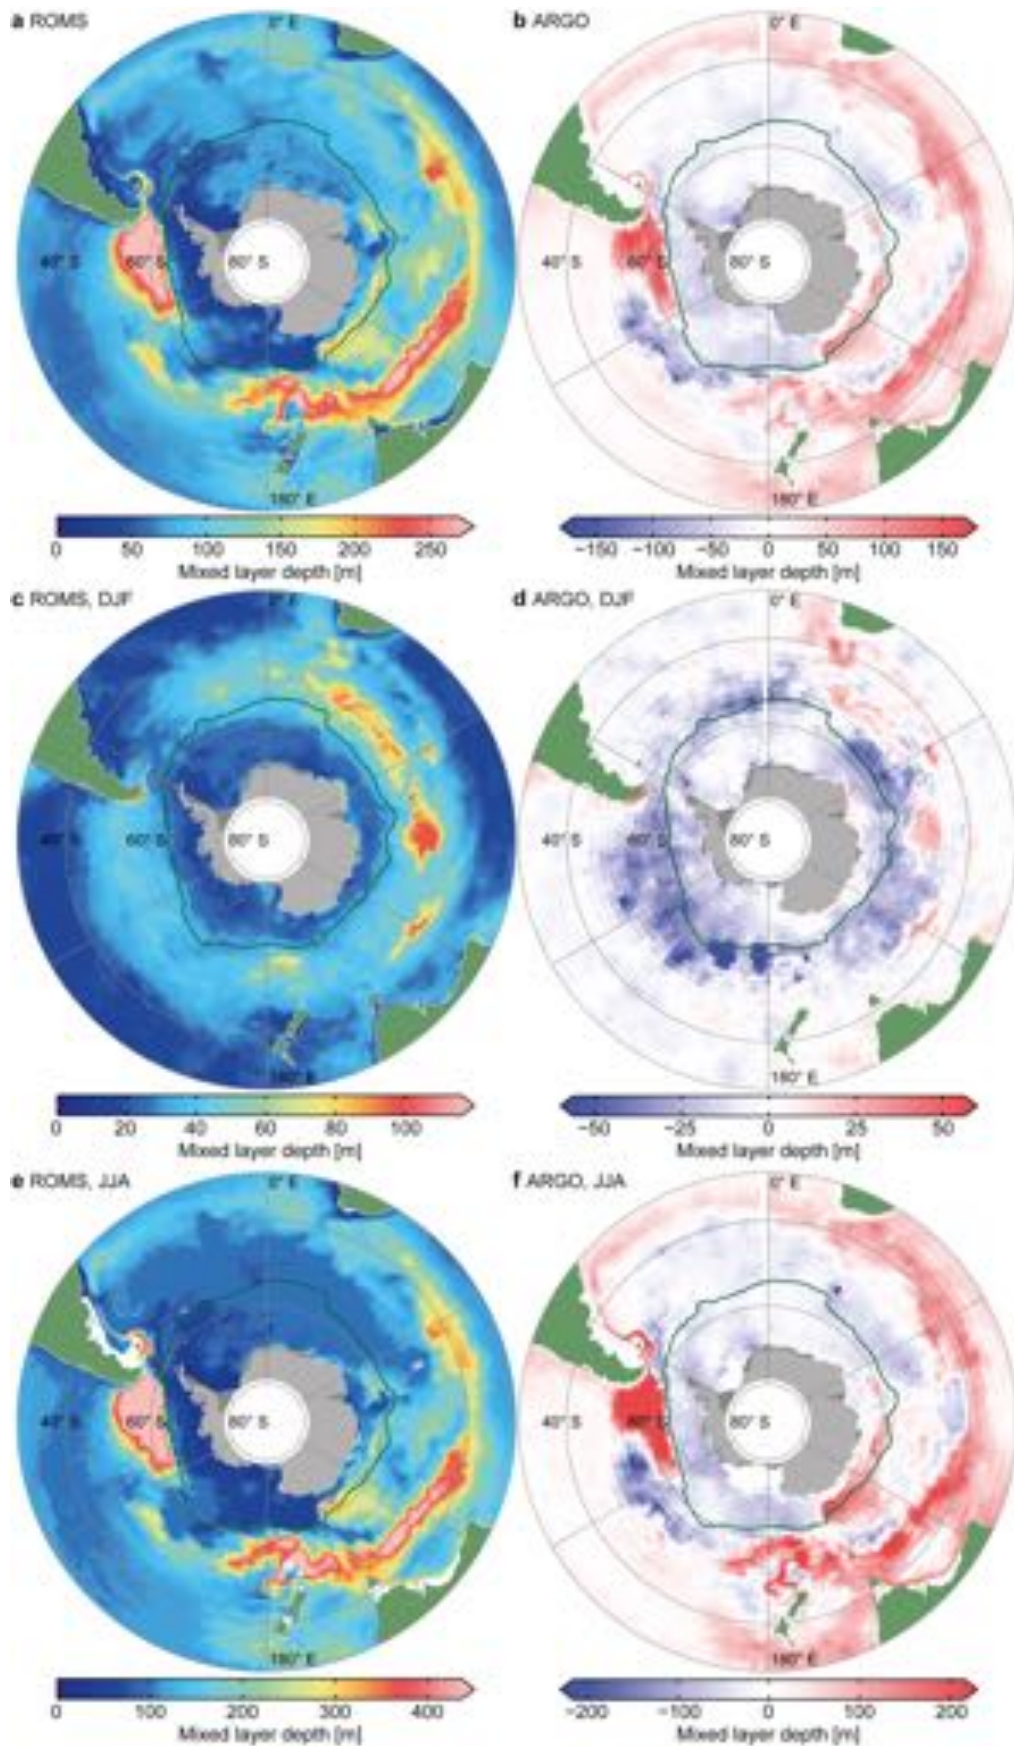 a ROMS
0° E
40° S
60° S
80° S
180° E
0 50 100 150 200 250
Mixed layer depth [m]
b ARGO
0° E
40° S
60° S
80° S
180° E
−150 −100 −50 0 50 100 150
Mixed layer depth [m]
c ROMS, DJF
0° E
40° S
60° S
80° S
180° E
0 20 40 60 80 100
Mixed layer depth [m]
d ARGO, DJF
0° E
40° S
60° S
80° S
180° E
−50 −25 0 25 50
Mixed layer depth [m]
e ROMS, JJA
0° E
40° S
60° S
80° S
180° E
0 100 200 300 400
Mixed layer depth [m]
f ARGO, JJA
0° E
40° S
60° S
80° S
180° E
−200 −100 0 100 200
Mixed layer depth [m]